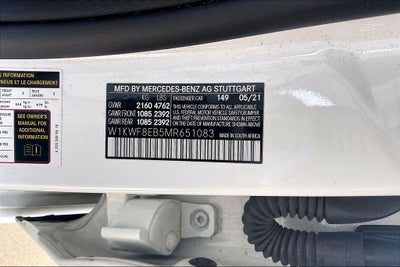 S INFORMATION
NEUS ET LE CHARGEMENT
SEE OWNER'S
MANUAL FOR
ADDITIONAL
INFORMATION
MFD BY MERCEDES-BENZ AG STUTTGART
KG LBS
GVWR 2160 4762
GAWR FRONT 1085 2392
GAWR REAR 1085 2392
PASSENGER CAR 149 05/21
THIS VEHICLE CONFORMS TO ALL APPLICABLE
U.S. FEDERAL MOTOR VEHICLE SAFETY,
BUMPER, AND THEFT PREVENTION
STANDARDS IN EFFECT ON THE DATE OF
MANUFACTURE SHOWN ABOVE.
W1KWF8EB5MR651083
MADE IN SOUTH AFRICA